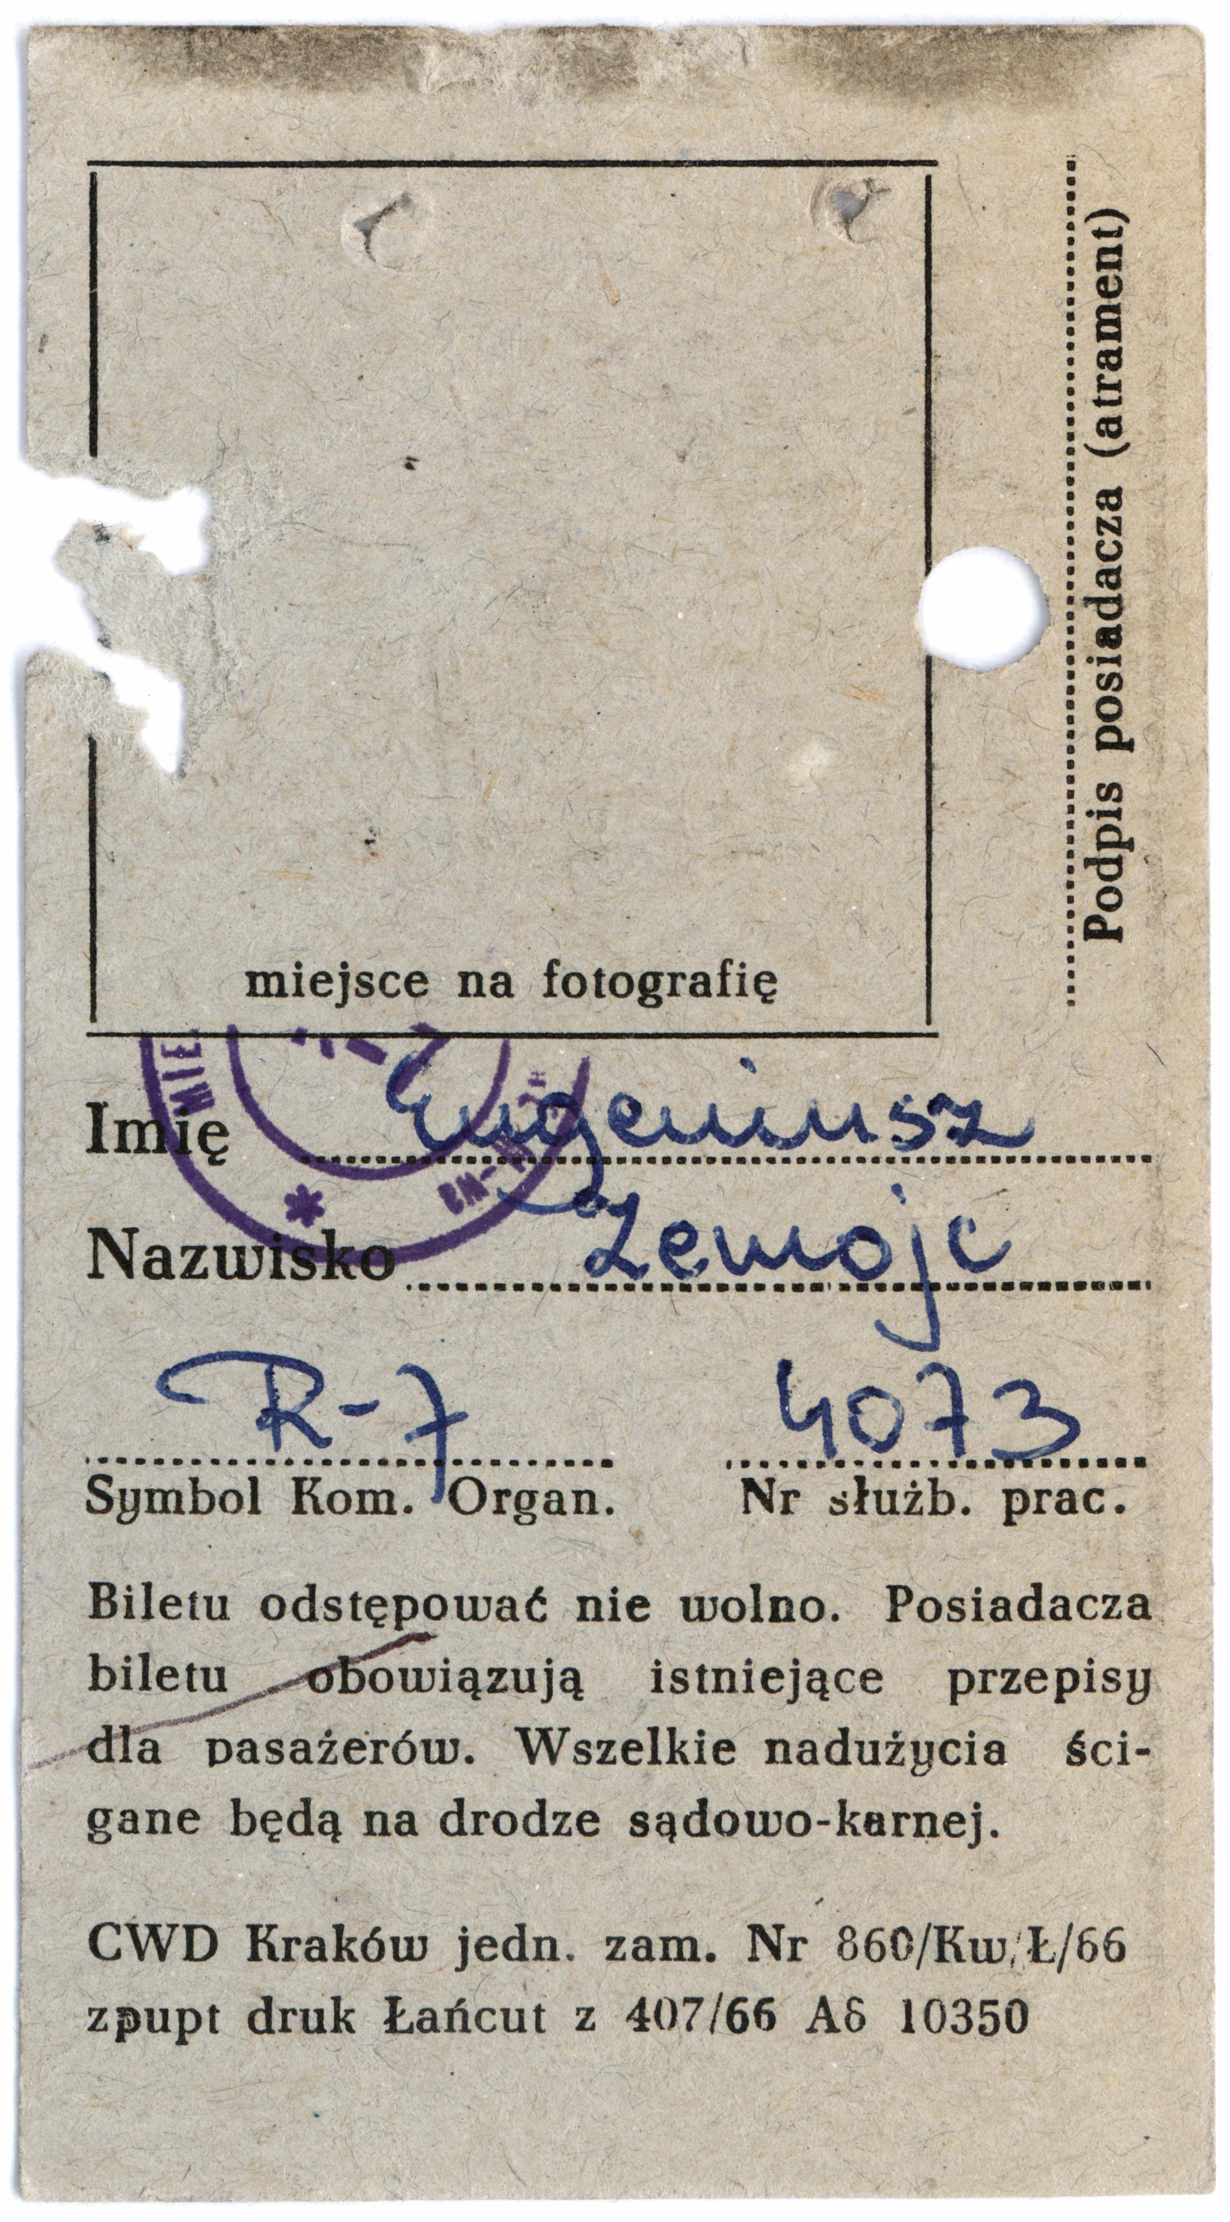 miejsce na fotografię
Podpis posiadacza (atrament)
Imię Eugeniusz
Nazwisko Zemojc
R-7 4073
Symbol Kom. Organ. Nr służb. prac.
Biletu odstępować nie wolno. Posiadacza
biletu obowiązują istniejące przepisy
dla pasażerów. Wszelkie nadużycia ści-
gane będą na drodze sądowo-karnej.
CWD Kraków jedn. zam. Nr 860/Kw/Ł/66
zpupt druk Łańcut z 407/66 A6 10350